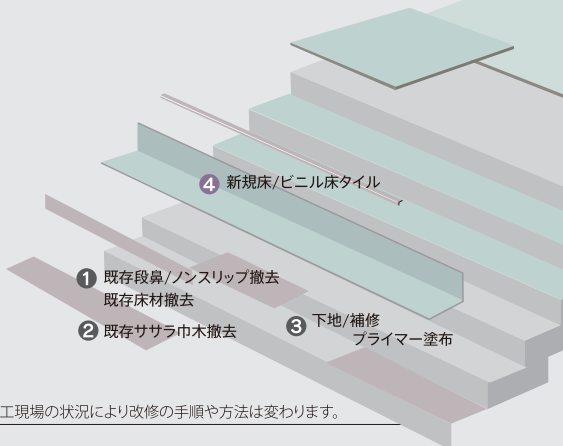 ❹ 新規床/ビニル床タイル
❶ 既存段鼻/ノンスリップ撤去
既存床材撤去
❷ 既存ササラ巾木撤去
❸ 下地/補修
プライマー塗布
工現場の状況により改修の手順や方法は変わります。